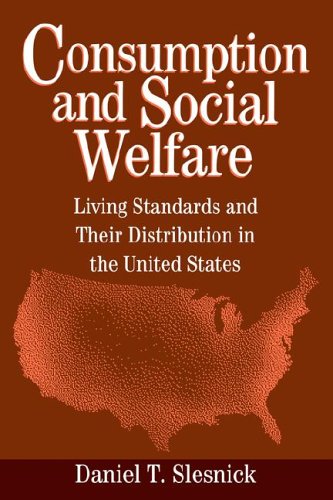 Consumption
and Social
Welfare
Living Standards and
Their Distribution in
the United States
Daniel T. Slesnick